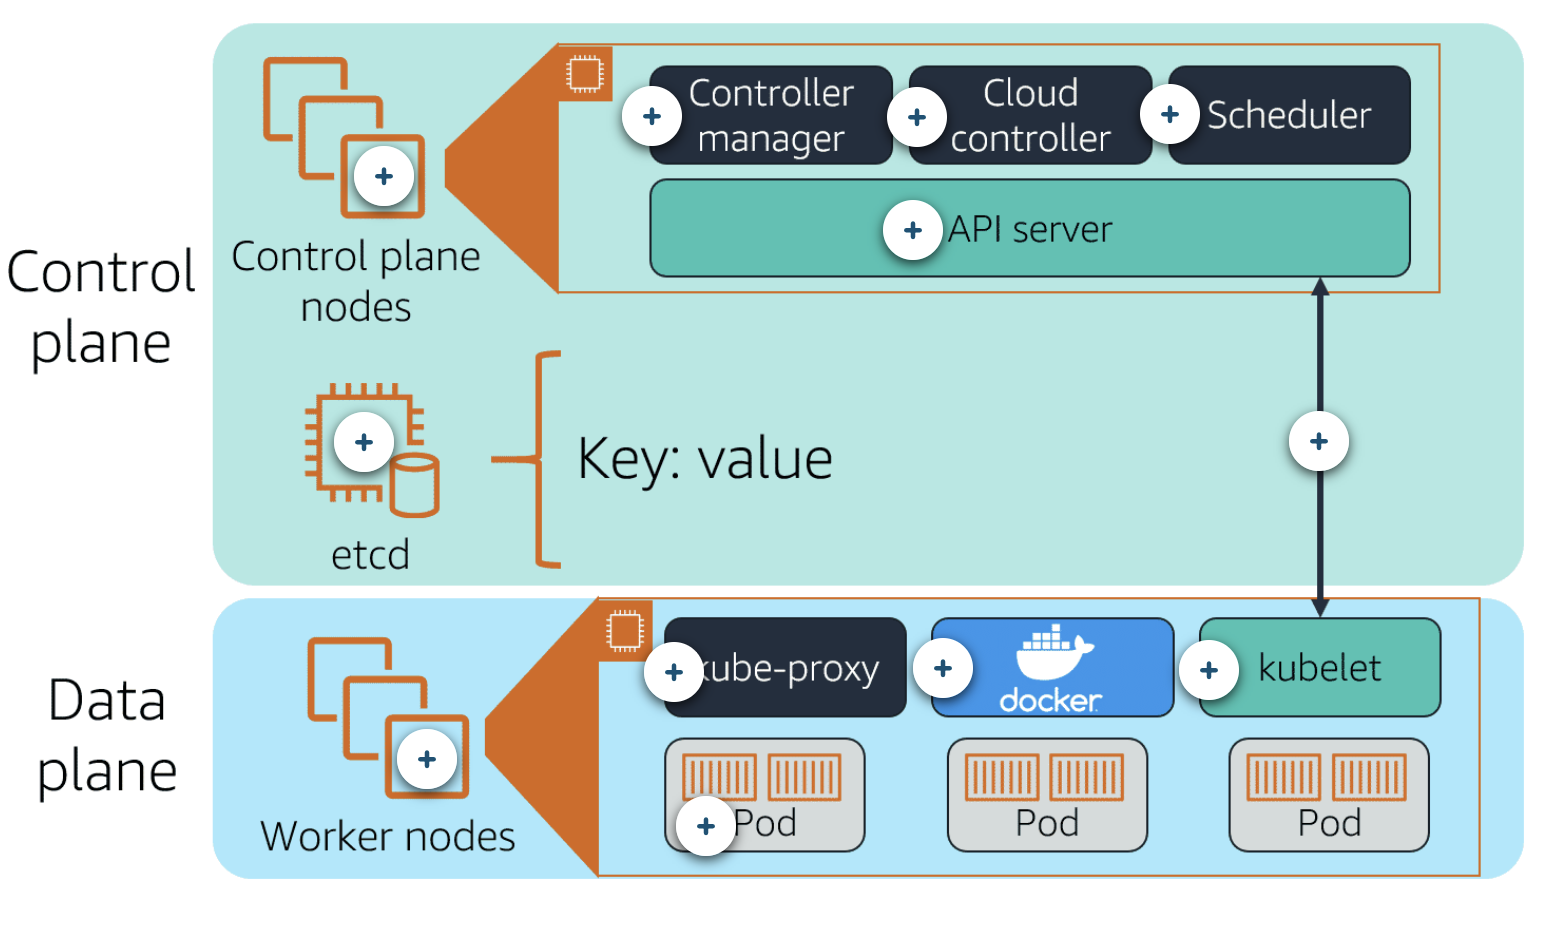 Control
plane
Control plane
nodes
Controller
manager
Cloud
controller
Scheduler
API server
etcd
Key: value
Data
plane
Worker nodes
kube-proxy
docker
kubelet
Pod
Pod
Pod